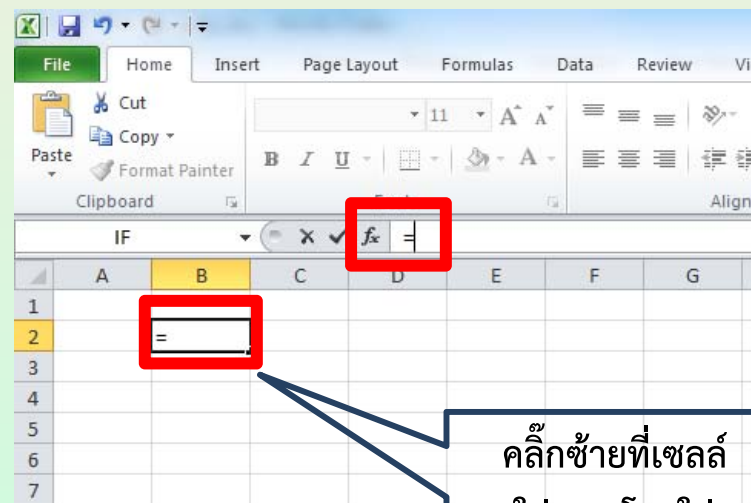 File Home Insert Page Layout Formulas Data Review
Cut
Copy
Paste
Format Painter
11 A A
B I U A
Clipboard
IF fx =
A B C D E F G
1
2 =
3
4
5
6
7
คลิ๊กซ้ายที่เซลล์